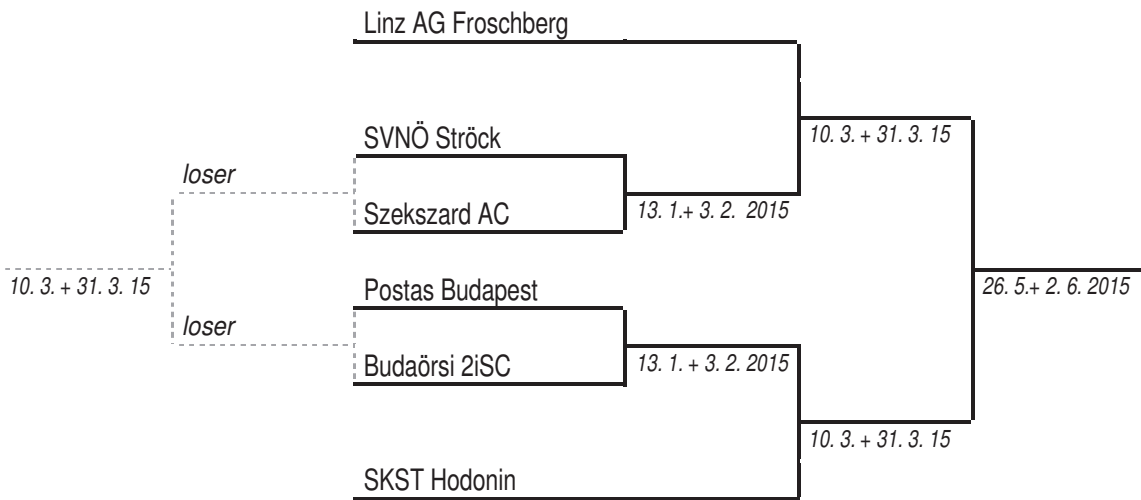 Linz AG Froschberg
10. 3. + 31. 3. 15
SVNÖ Ströck
loser
Szekszard AC
13. 1.+ 3. 2. 2015
10. 3. + 31. 3. 15
Postas Budapest
26. 5.+ 2. 6. 2015
loser
Budaörsi 2iSC
13. 1. + 3. 2. 2015
10. 3. + 31. 3. 15
SKST Hodonin